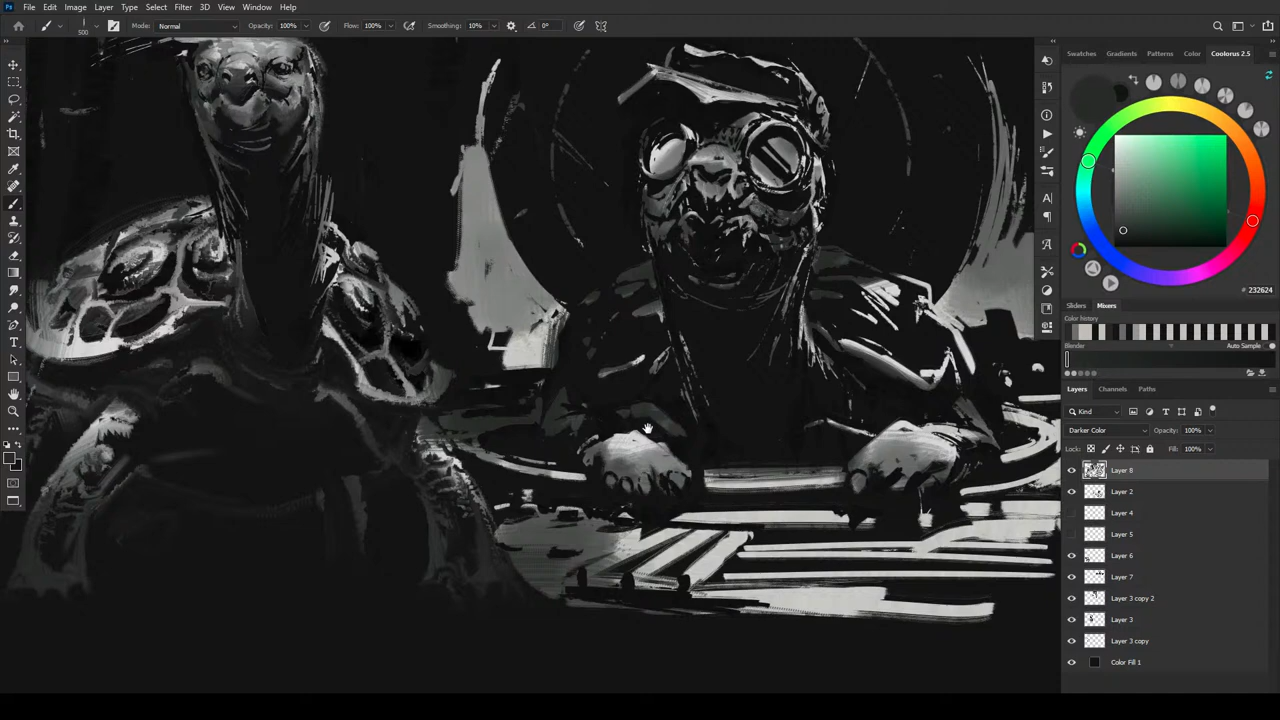 Ps File Edit Image Layer Type Select Filter 3D View Window Help
500 Mode: Normal Opacity: 100% Flow: 100% Smoothing: 10% 0°
Swatches Gradients Patterns Color Coolorus 2.5
# 232624
Sliders Mixers
Color history
Blender Auto Sample
Layers Channels Paths
Kind
Darker Color Opacity: 100%
Lock: Fill: 100%
Layer 8
Layer 2
Layer 4
Layer 5
Layer 6
Layer 7
Layer 3 copy 2
Layer 3
Layer 3 copy
Color Fill 1